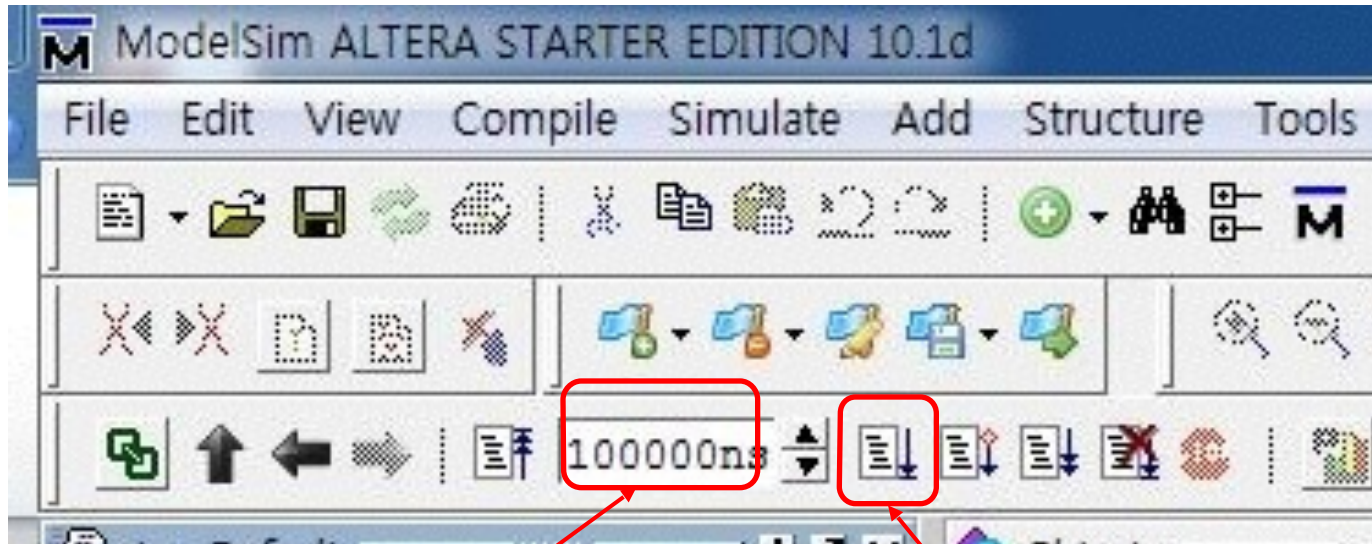 ModelSim ALTERA STARTER EDITION 10.1d
File Edit View Compile Simulate Add Structure Tools
100000ns